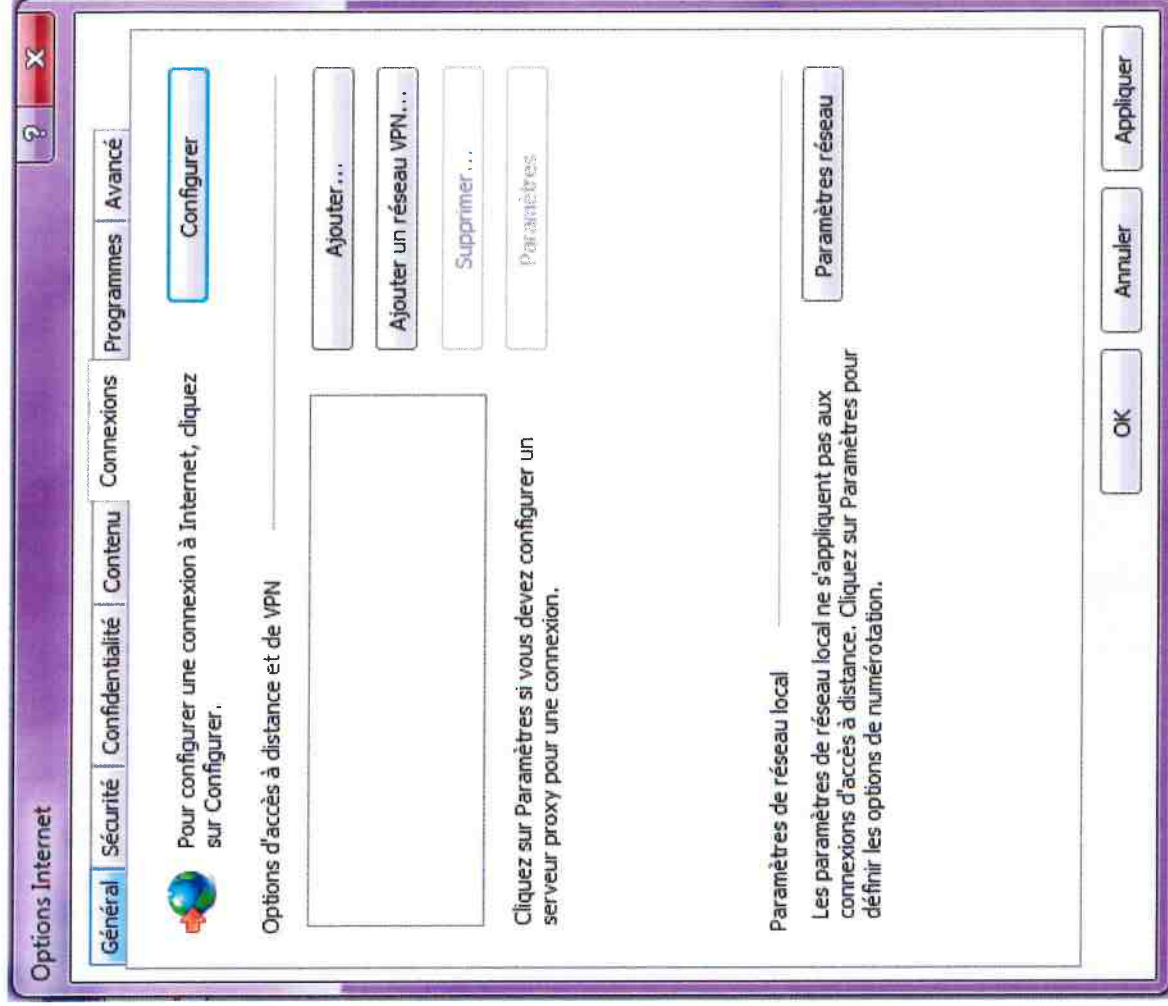 Options Internet
? X
Général Sécurité Confidentialité Contenu Connexions Programmes Avancé
Pour configurer une connexion à Internet, cliquez
sur Configurer.
Configurer
Options d'accès à distance et de VPN
Ajouter...
Ajouter un réseau VPN...
Supprimer...
Paramètres
Cliquez sur Paramètres si vous devez configurer un
serveur proxy pour une connexion.
Paramètres de réseau local
Les paramètres de réseau local ne s'appliquent pas aux
connexions d'accès à distance. Cliquez sur Paramètres pour
définir les options de numérotation.
Paramètres réseau
OK Annuler Appliquer